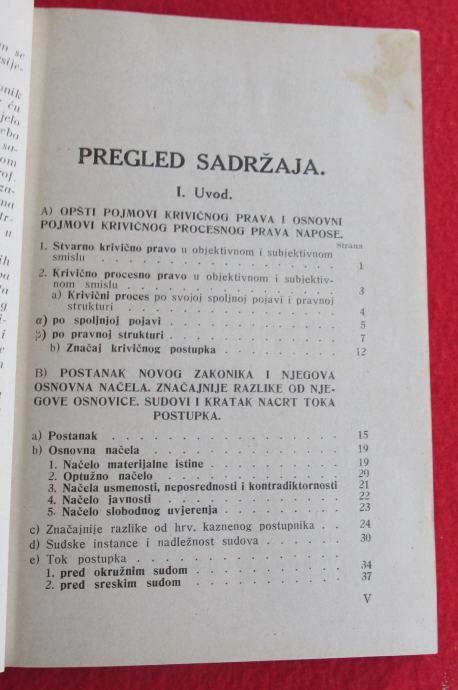 PREGLED SADRŽAJA.
I. Uvod.
A) OPŠTI POJMOVI KRIVIČNOG PRAVA I OSNOVNI
POJMOVI KRIVIČNOG PROCESNOG PRAVA NAPOSE.
Strana
1. Stvarno krivično pravo u objektivnom i subjektivnom
smislu . . . . . . . . . . . . . . . 1
2. Krivično procesno pravo u objektivnom i subjektiv-
nom smislu . . . . . . . . . . . . . 3
a) Krivični proces po svojoj spoljnoj pojavi i pravnoj
strukturi . . . . . . . . . . . . . 4
α) po spoljnjoj pojavi . . . . . . . . . . 5
β) po pravnoj strukturi . . . . . . . . . . 7
b) Značaj krivičnog postupka . . . . . . . . 12
B) POSTANAK NOVOG ZAKONIKA I NJEGOVA
OSNOVNA NAČELA. ZNAČAJNIJE RAZLIKE OD NJE-
GOVE OSNOVICE. SUDOVI I KRATAK NACRT TOKA
POSTUPKA.
a) Postanak . . . . . . . . . . . . . 15
b) Osnovna načela . . . . . . . . . . . 19
1. Načelo materijalne istine . . . . . . . . 19
2. Optužno načelo . . . . . . . . . . . 20
3. Načela usmenosti, neposrednosti i kontradiktornosti 21
4. Načelo javnosti . . . . . . . . . . . 22
5. Načelo slobodnog uvjerenja . . . . . . . 23
c) Značajnije razlike od hrv. kaznenog postupnika . . . 24
d) Sudske instance i nadležnost sudova . . . . . . 30
e) Tok postupka . . . . . . . . . . . .
1. pred okružnim sudom . . . . . . . . . 34
2. pred sreskim sudom . . . . . . . . . 37
V